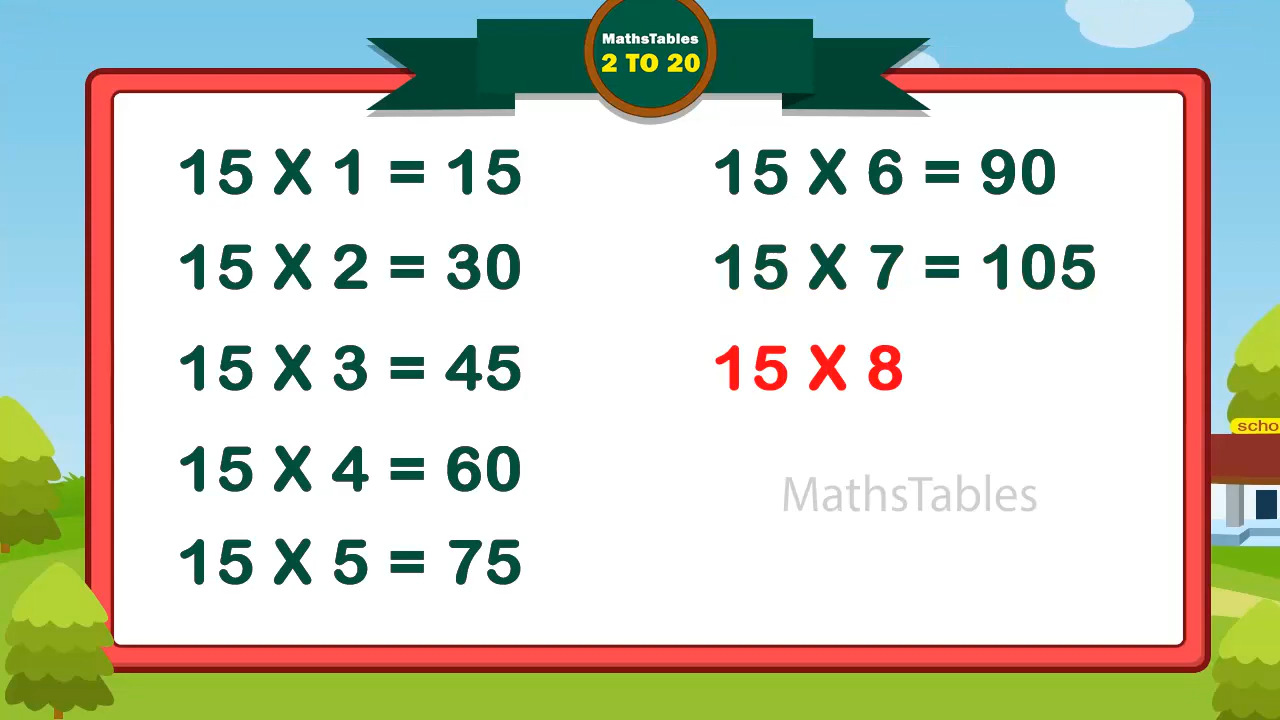 MathsTables
2 TO 20
15 X 1 = 15
15 X 2 = 30
15 X 3 = 45
15 X 4 = 60
15 X 5 = 75
15 X 6 = 90
15 X 7 = 105
15 X 8
MathsTables
scho